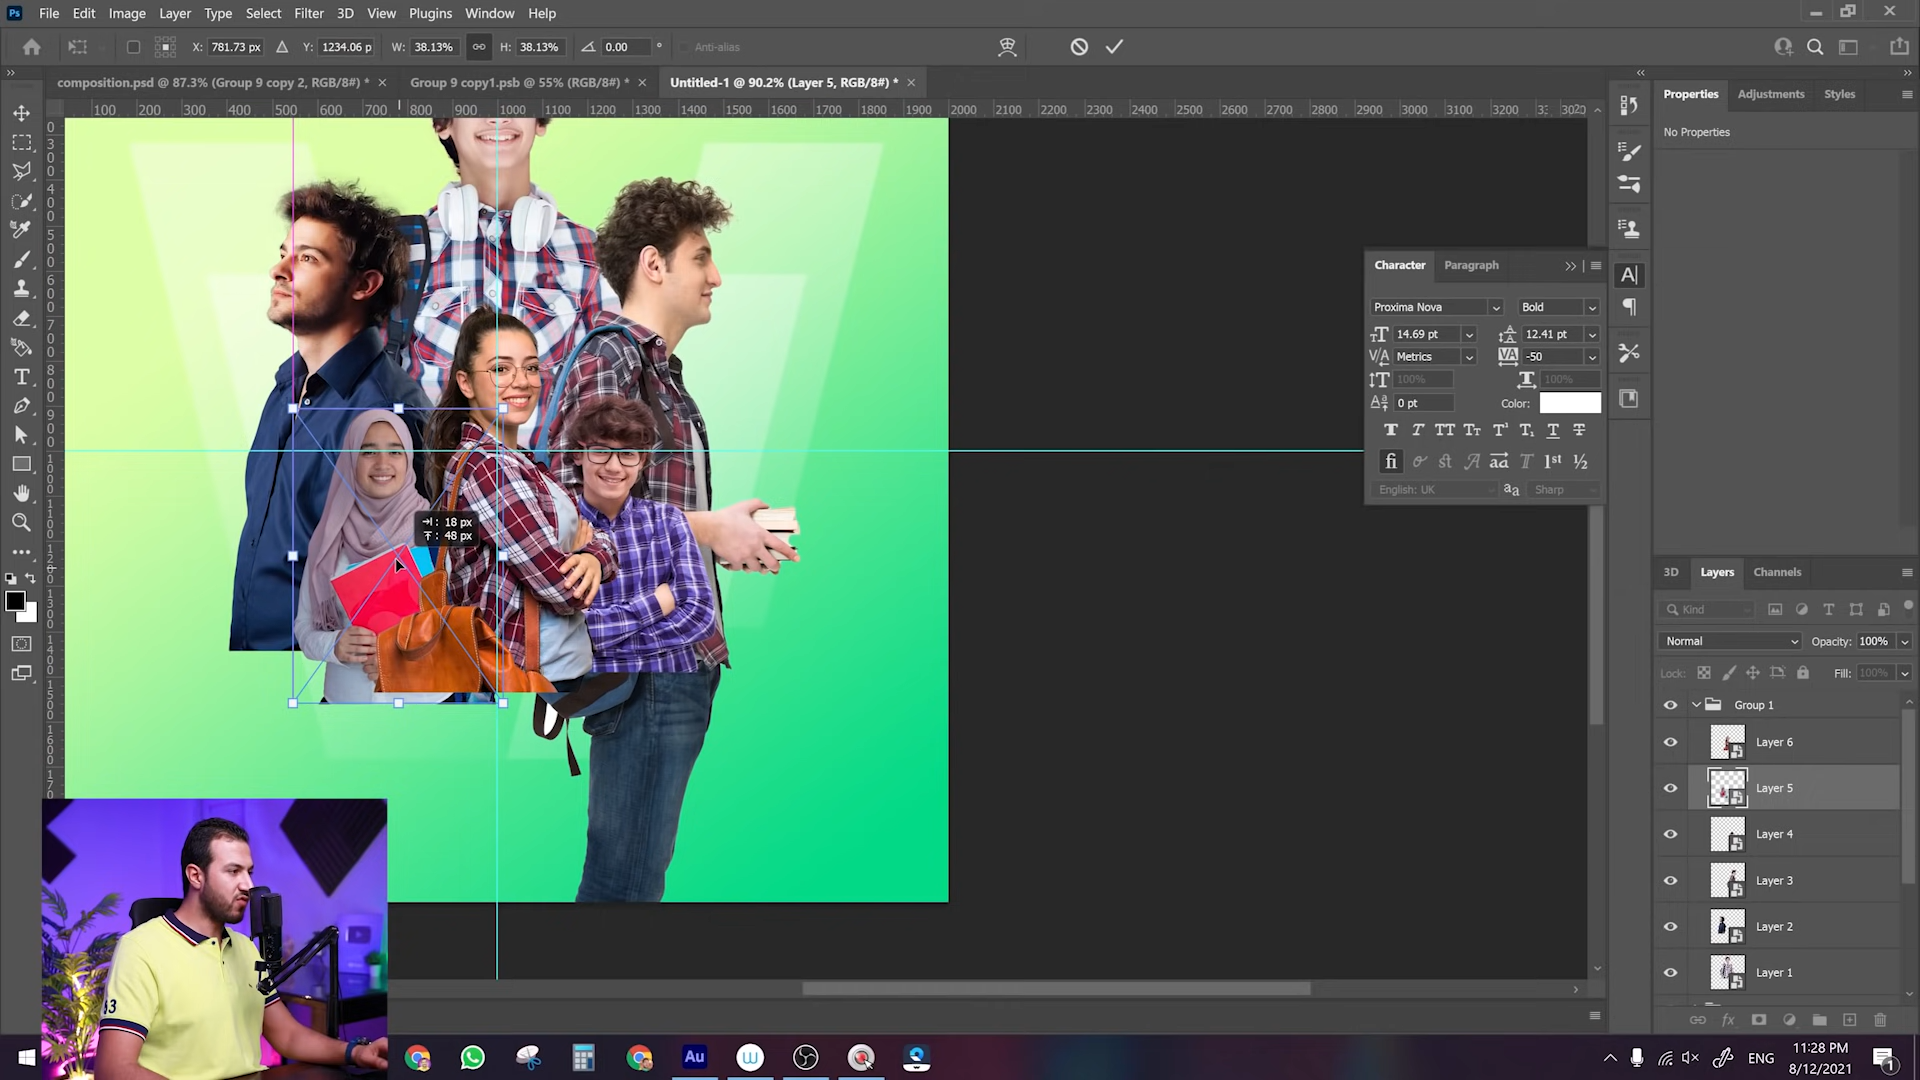 Ps File Edit Image Layer Type Select Filter 3D View Plugins Window Help
X: 781.73 px Y: 1234.06 p W: 38.13% H: 38.13% 0.00 ° Anti-alias
composition.psd @ 87.3% (Group 9 copy 2, RGB/8#) * Group 9 copy1.psb @ 55% (RGB/8#) * Untitled-1 @ 90.2% (Layer 5, RGB/8#) *
100 200 300 400 500 600 700 800 900 1000 1100 1200 1300 1400 1500 1600 1700 1800 1900 2000 2100 2200 2300 2400 2500 2600 2700 2800 2900 3000 3100 3200
Properties Adjustments Styles
No Properties
Character Paragraph
Proxima Nova Bold
14.69 pt 12.41 pt
Metrics -50
100% 100%
0 pt Color:
English: UK Sharp
18 px
48 px
3D Layers Channels
Kind
Normal Opacity: 100%
Lock: Fill: 100%
Group 1
Layer 6
Layer 5
Layer 4
Layer 3
Layer 2
Layer 1
Au
ENG
11:28 PM
8/12/2021